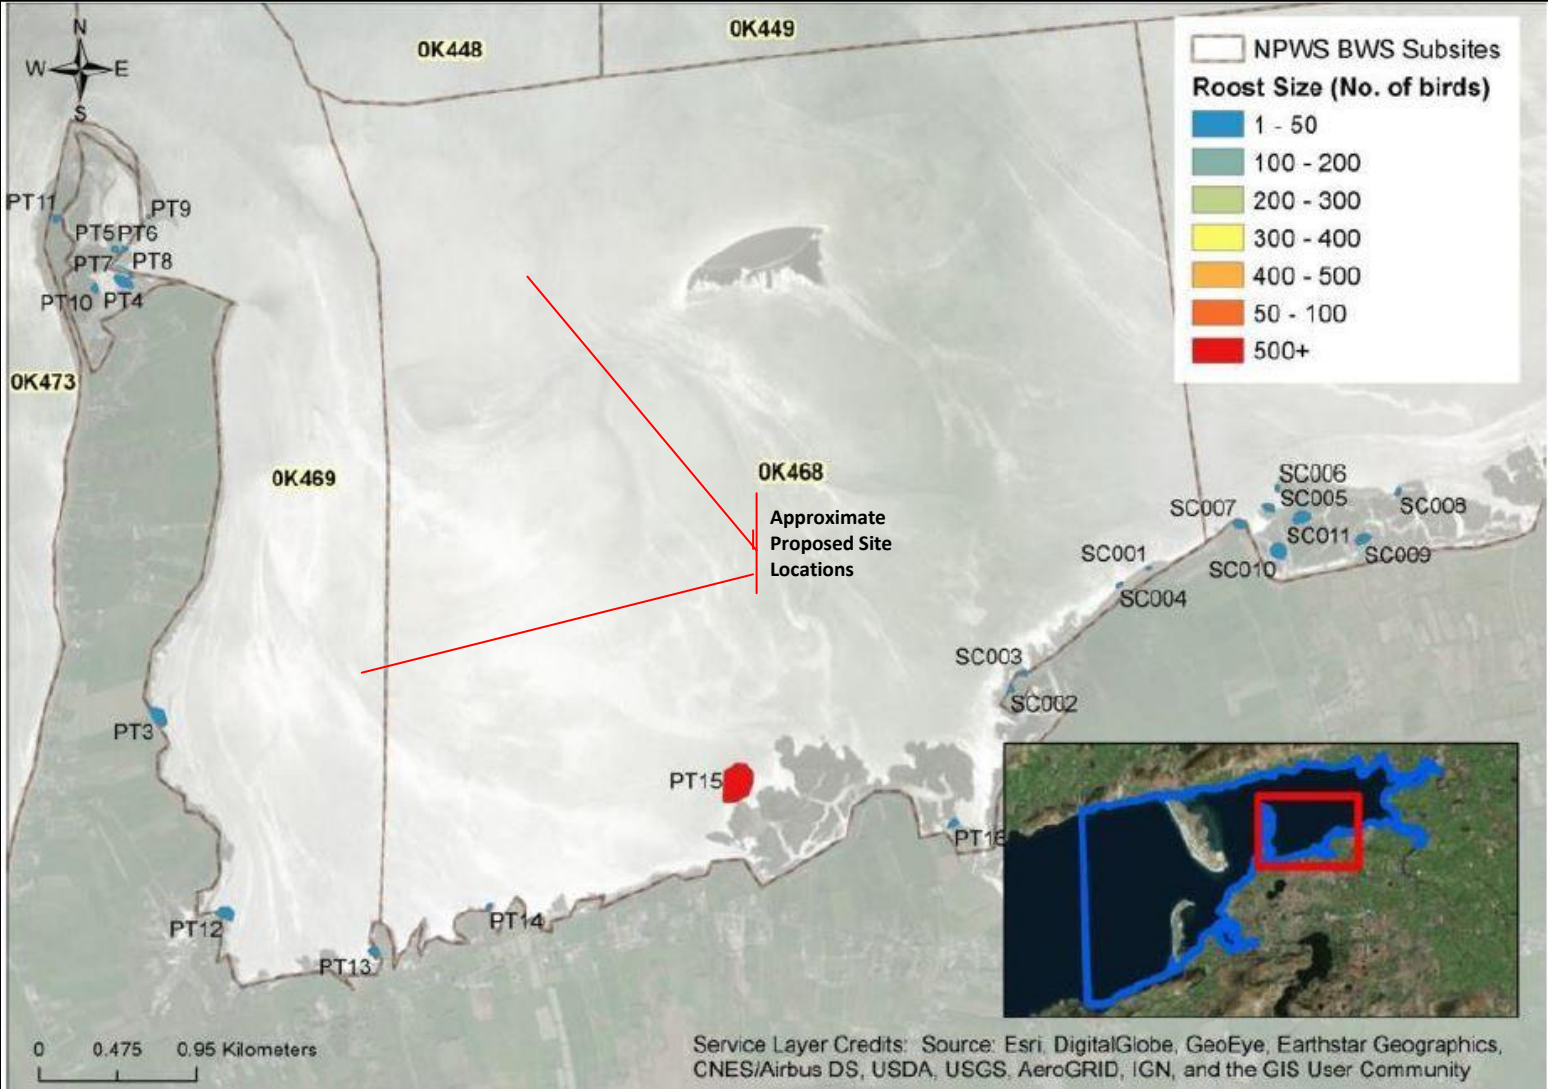 N
W E
S
0K448
0K449
NPWS BWS Subsites
Roost Size (No. of birds)
1 - 50
100 - 200
200 - 300
300 - 400
400 - 500
50 - 100
500+
PT11
PT9
PT5 PT6
PT7 PT8
PT10 PT4
0K473
0K469
0K468
Approximate
Proposed Site
Locations
SC006
SC005
SC007
SC008
SC011
SC010
SC009
SC001
SC004
SC003
SC002
PT3
PT15
PT16
PT12
PT14
PT13
0 0.475 0.95 Kilometers
Service Layer Credits: Source: Esri, DigitalGlobe, GeoEye, Earthstar Geographics,
CNES/Airbus DS, USDA, USGS, AeroGRID, IGN, and the GIS User Community